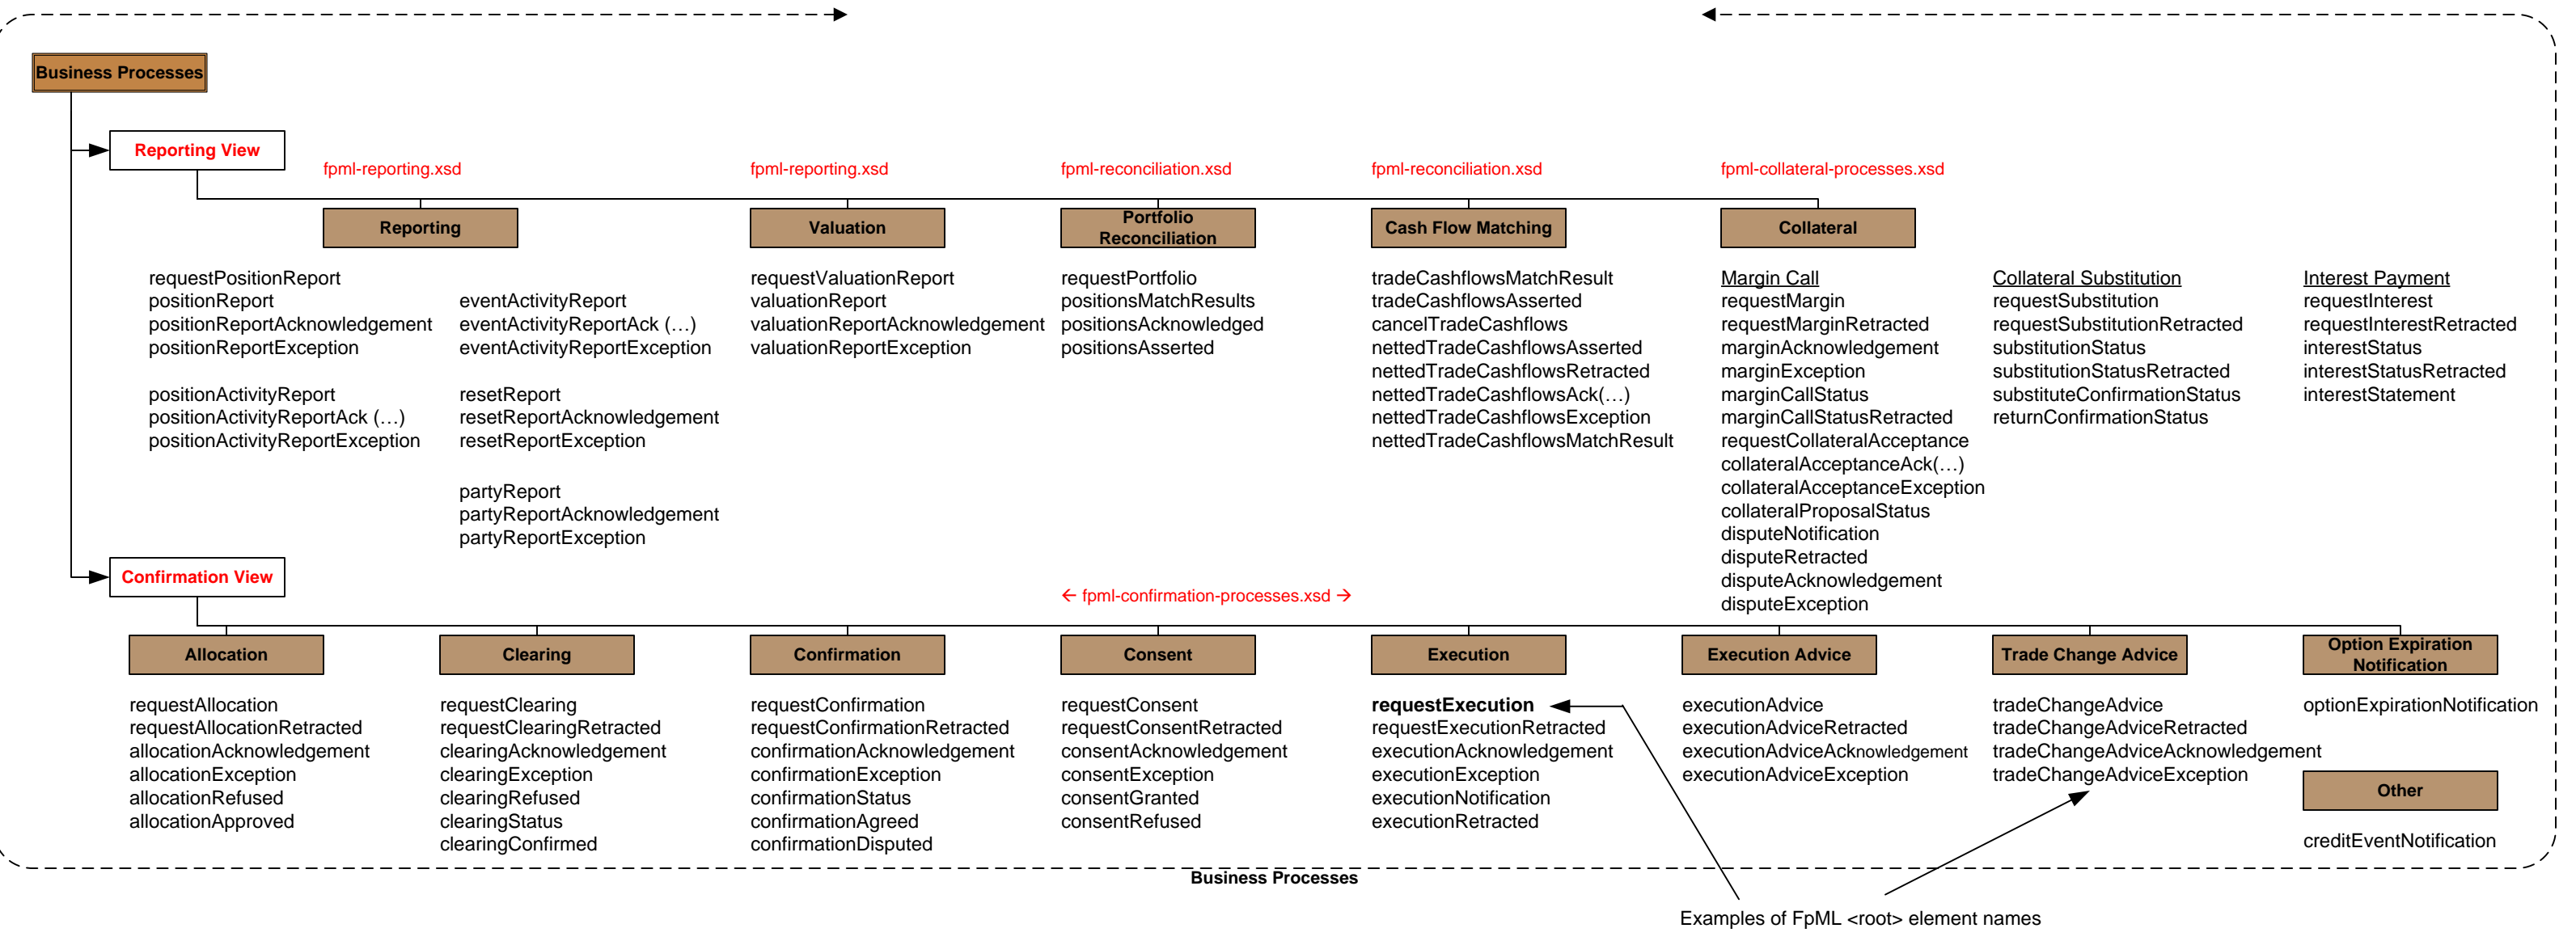 Business Processes
Reporting View
fpml-reporting.xsd
fpml-reporting.xsd
fpml-reconciliation.xsd
fpml-reconciliation.xsd
fpml-collateral-processes.xsd
Reporting
Valuation
Portfolio
Reconciliation
Cash Flow Matching
Collateral
requestPositionReport
positionReport
positionReportAcknowledgement
positionReportException
positionActivityReport
positionActivityReportAck (…)
positionActivityReportException
eventActivityReport
eventActivityReportAck (…)
eventActivityReportException
resetReport
resetReportAcknowledgement
resetReportException
partyReport
partyReportAcknowledgement
partyReportException
requestValuationReport
valuationReport
valuationReportAcknowledgement
valuationReportException
requestPortfolio
positionsMatchResults
positionsAcknowledged
positionsAsserted
tradeCashflowsMatchResult
tradeCashflowsAsserted
cancelTradeCashflows
nettedTradeCashflowsAsserted
nettedTradeCashflowsRetracted
nettedTradeCashflowsAck(…)
nettedTradeCashflowsException
nettedTradeCashflowsMatchResult
Margin Call
requestMargin
requestMarginRetracted
marginAcknowledgement
marginException
marginCallStatus
marginCallStatusRetracted
requestCollateralAcceptance
collateralAcceptanceAck(…)
collateralAcceptanceException
collateralProposalStatus
disputeNotification
disputeRetracted
disputeAcknowledgement
disputeException
Collateral Substitution
requestSubstitution
requestSubstitutionRetracted
substitutionStatus
substitutionStatusRetracted
substituteConfirmationStatus
returnConfirmationStatus
Interest Payment
requestInterest
requestInterestRetracted
interestStatus
interestStatusRetracted
interestStatement
Confirmation View
← fpml-confirmation-processes.xsd →
Allocation
Clearing
Confirmation
Consent
Execution
Execution Advice
Trade Change Advice
Option Expiration
Notification
requestAllocation
requestAllocationRetracted
allocationAcknowledgement
allocationException
allocationRefused
allocationApproved
requestClearing
requestClearingRetracted
clearingAcknowledgement
clearingException
clearingRefused
clearingStatus
clearingConfirmed
requestConfirmation
requestConfirmationRetracted
confirmationAcknowledgement
confirmationException
confirmationStatus
confirmationAgreed
confirmationDisputed
requestConsent
requestConsentRetracted
consentAcknowledgement
consentException
consentGranted
consentRefused
requestExecution
requestExecutionRetracted
executionAcknowledgement
executionException
executionNotification
executionRetracted
executionAdvice
executionAdviceRetracted
executionAdviceAcknowledgement
executionAdviceException
tradeChangeAdvice
tradeChangeAdviceRetracted
tradeChangeAdviceAcknowledgement
tradeChangeAdviceException
optionExpirationNotification
Other
creditEventNotification
Business Processes
Examples of FpML <root> element names